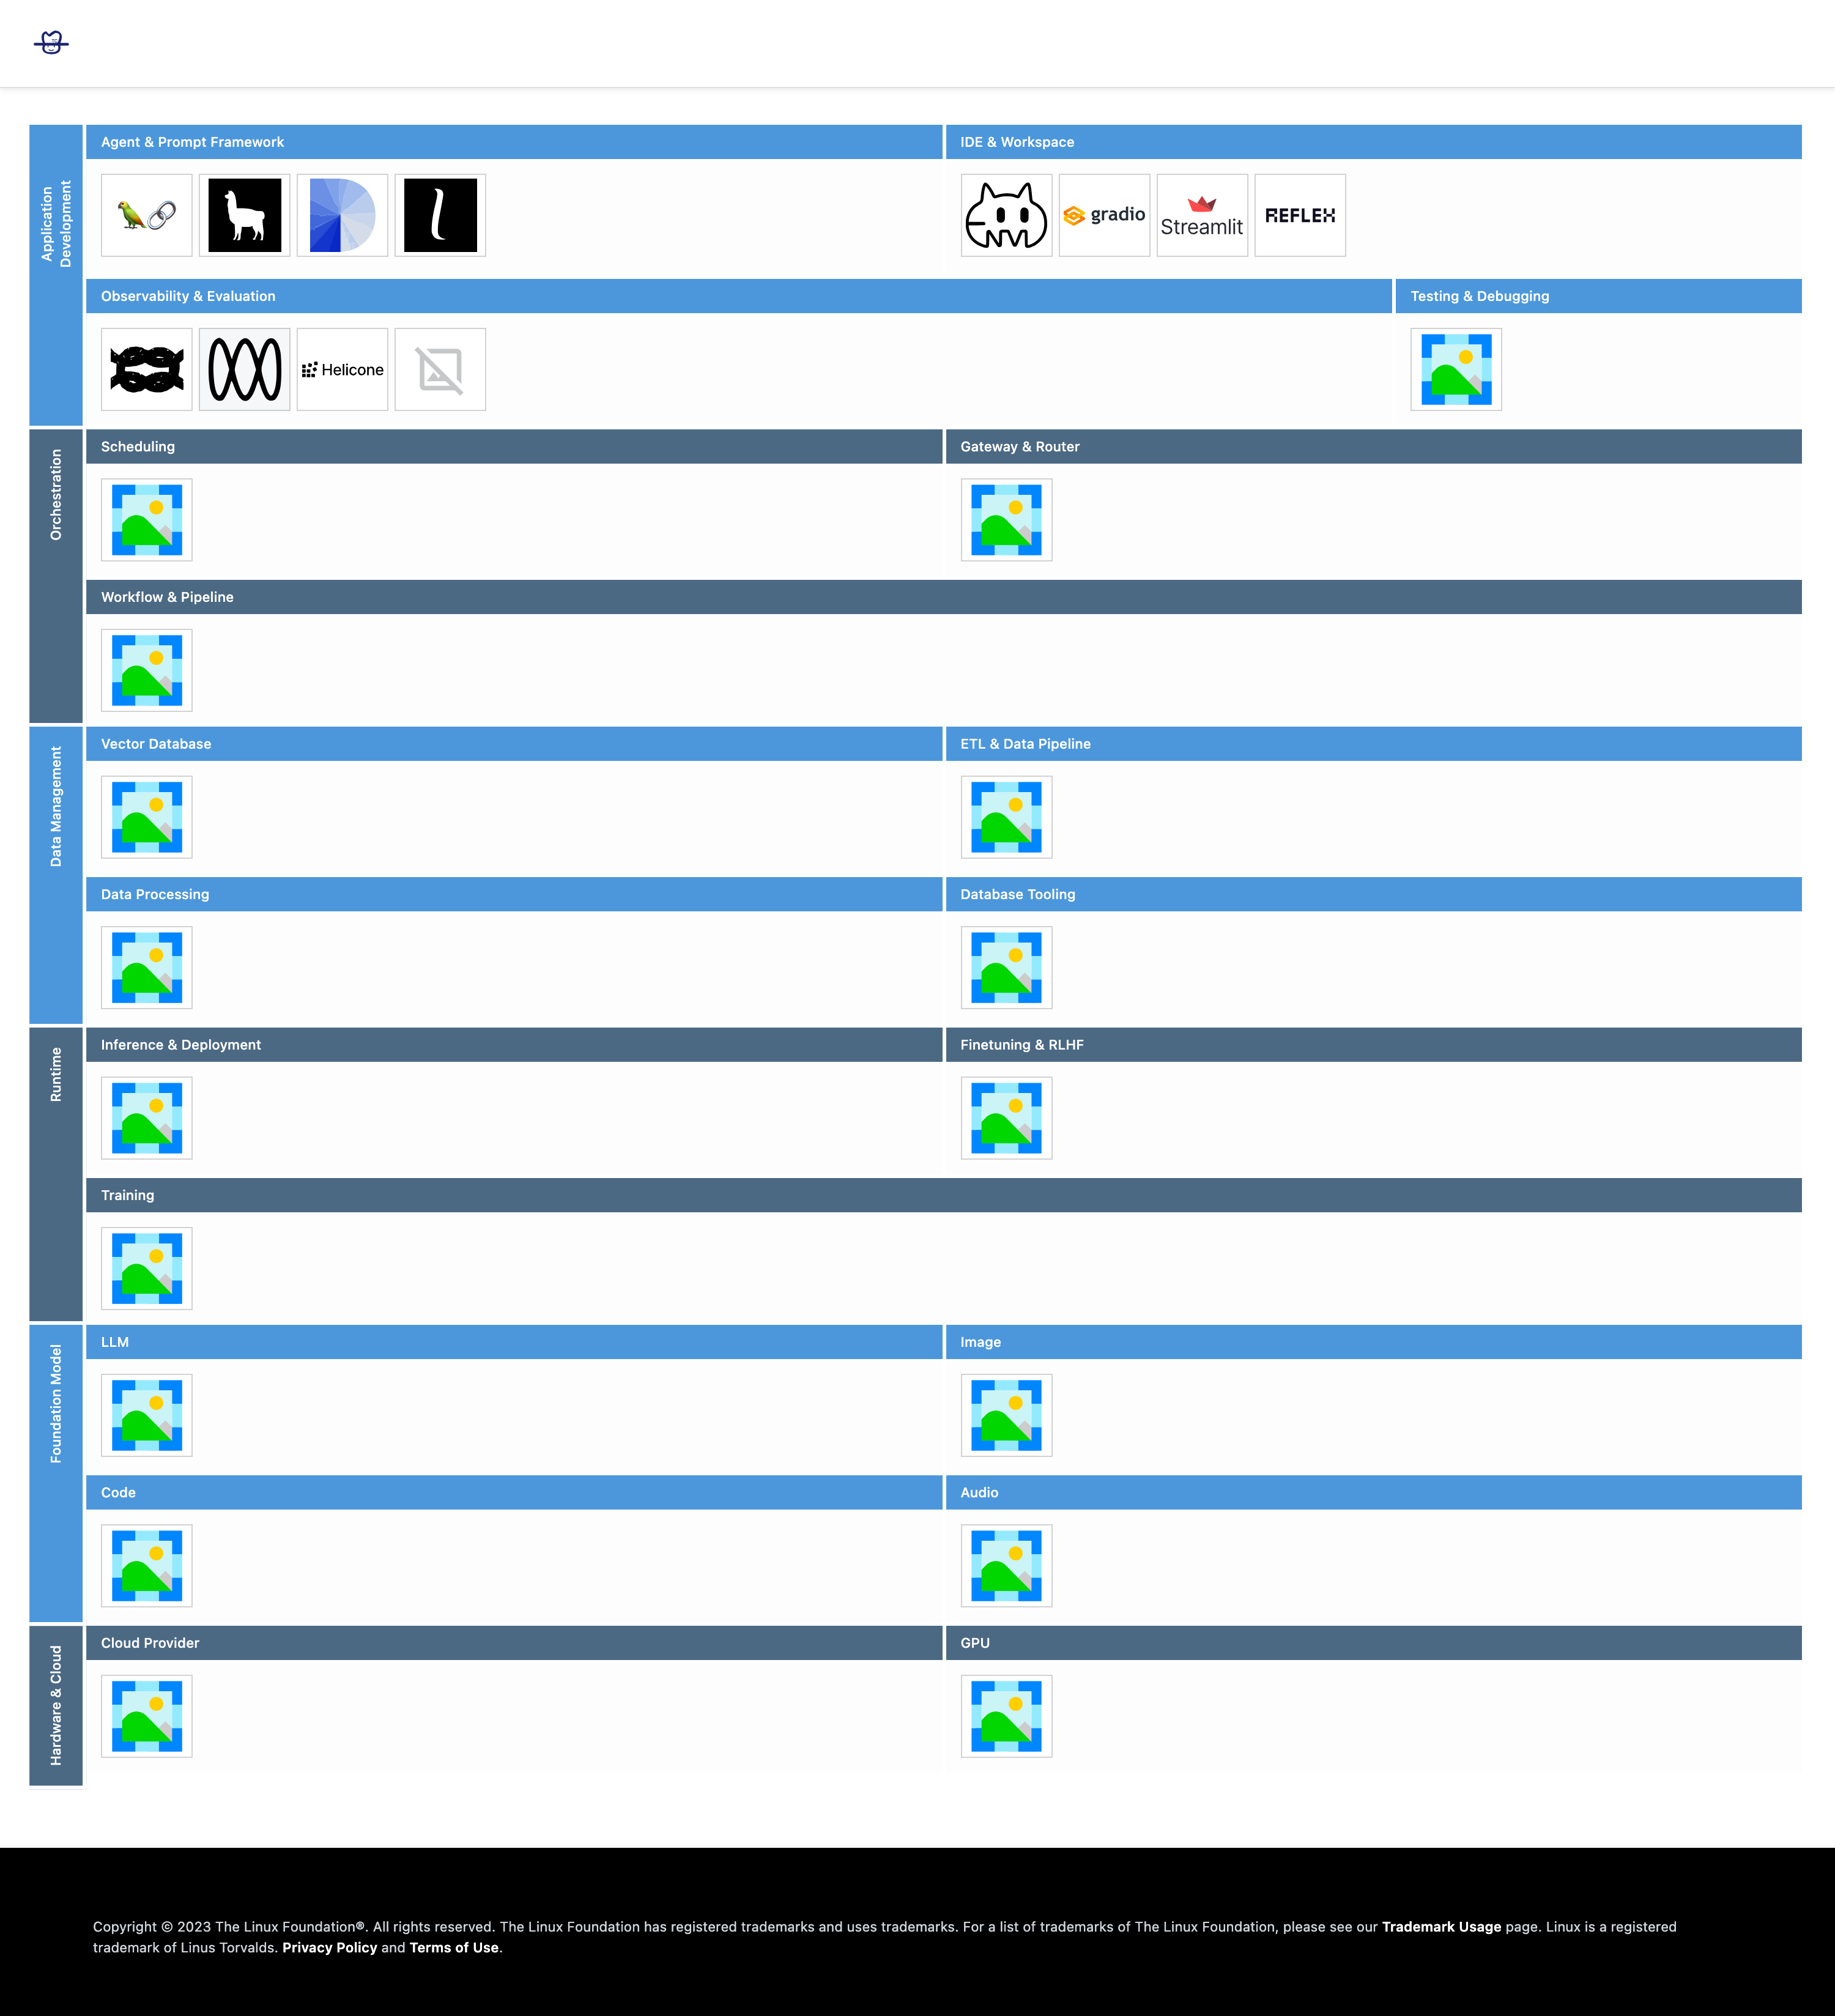 Application
Development
Agent & Prompt Framework
IDE & Workspace
gradio
Streamlit
REFLEX
Observability & Evaluation
Testing & Debugging
Helicone
Orchestration
Scheduling
Gateway & Router
Workflow & Pipeline
Data Management
Vector Database
ETL & Data Pipeline
Data Processing
Database Tooling
Runtime
Inference & Deployment
Finetuning & RLHF
Training
Foundation Model
LLM
Image
Code
Audio
Hardware & Cloud
Cloud Provider
GPU
Copyright © 2023 The Linux Foundation®. All rights reserved. The Linux Foundation has registered trademarks and uses trademarks. For a list of trademarks of The Linux Foundation, please see our Trademark Usage page. Linux is a registered
trademark of Linus Torvalds. Privacy Policy and Terms of Use.